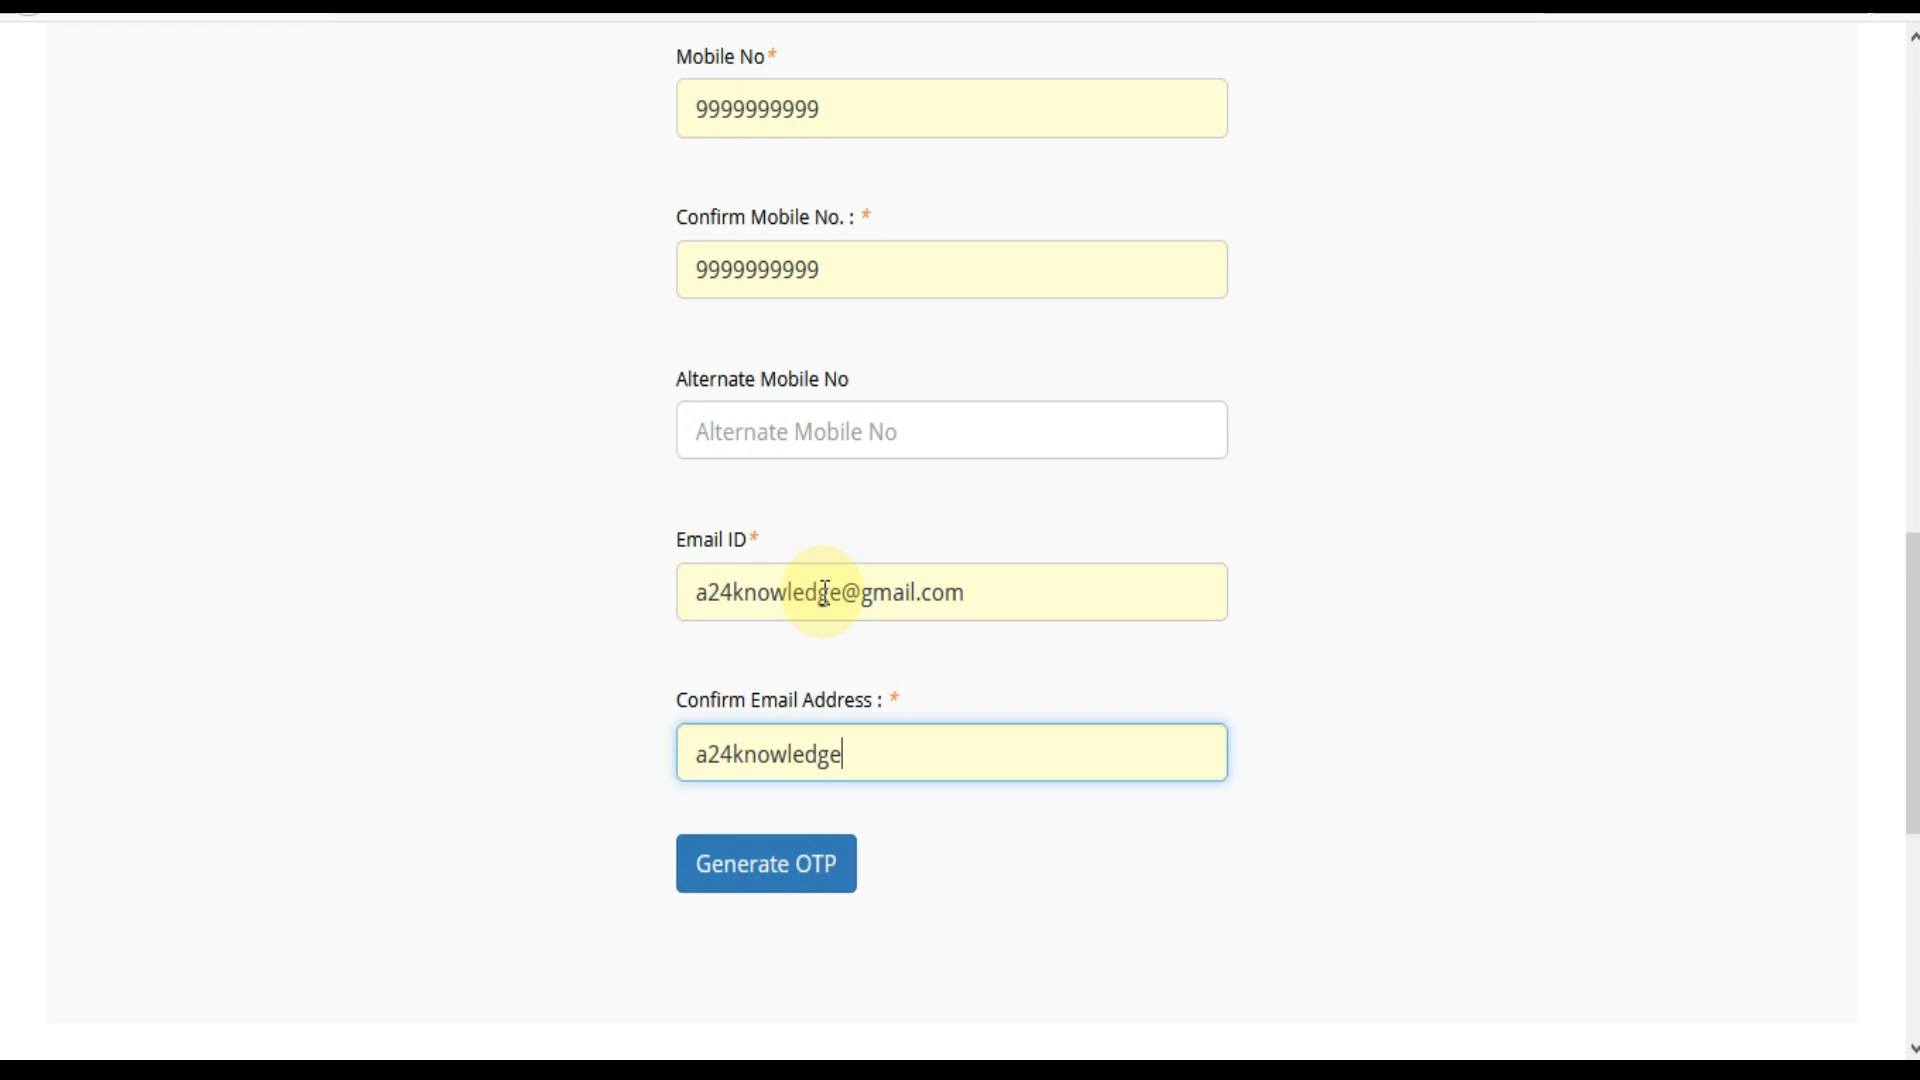 Mobile No*
9999999999
Confirm Mobile No. : *
9999999999
Alternate Mobile No
Alternate Mobile No
Email ID*
a24knowledge@gmail.com
Confirm Email Address : *
a24knowledge
Generate OTP